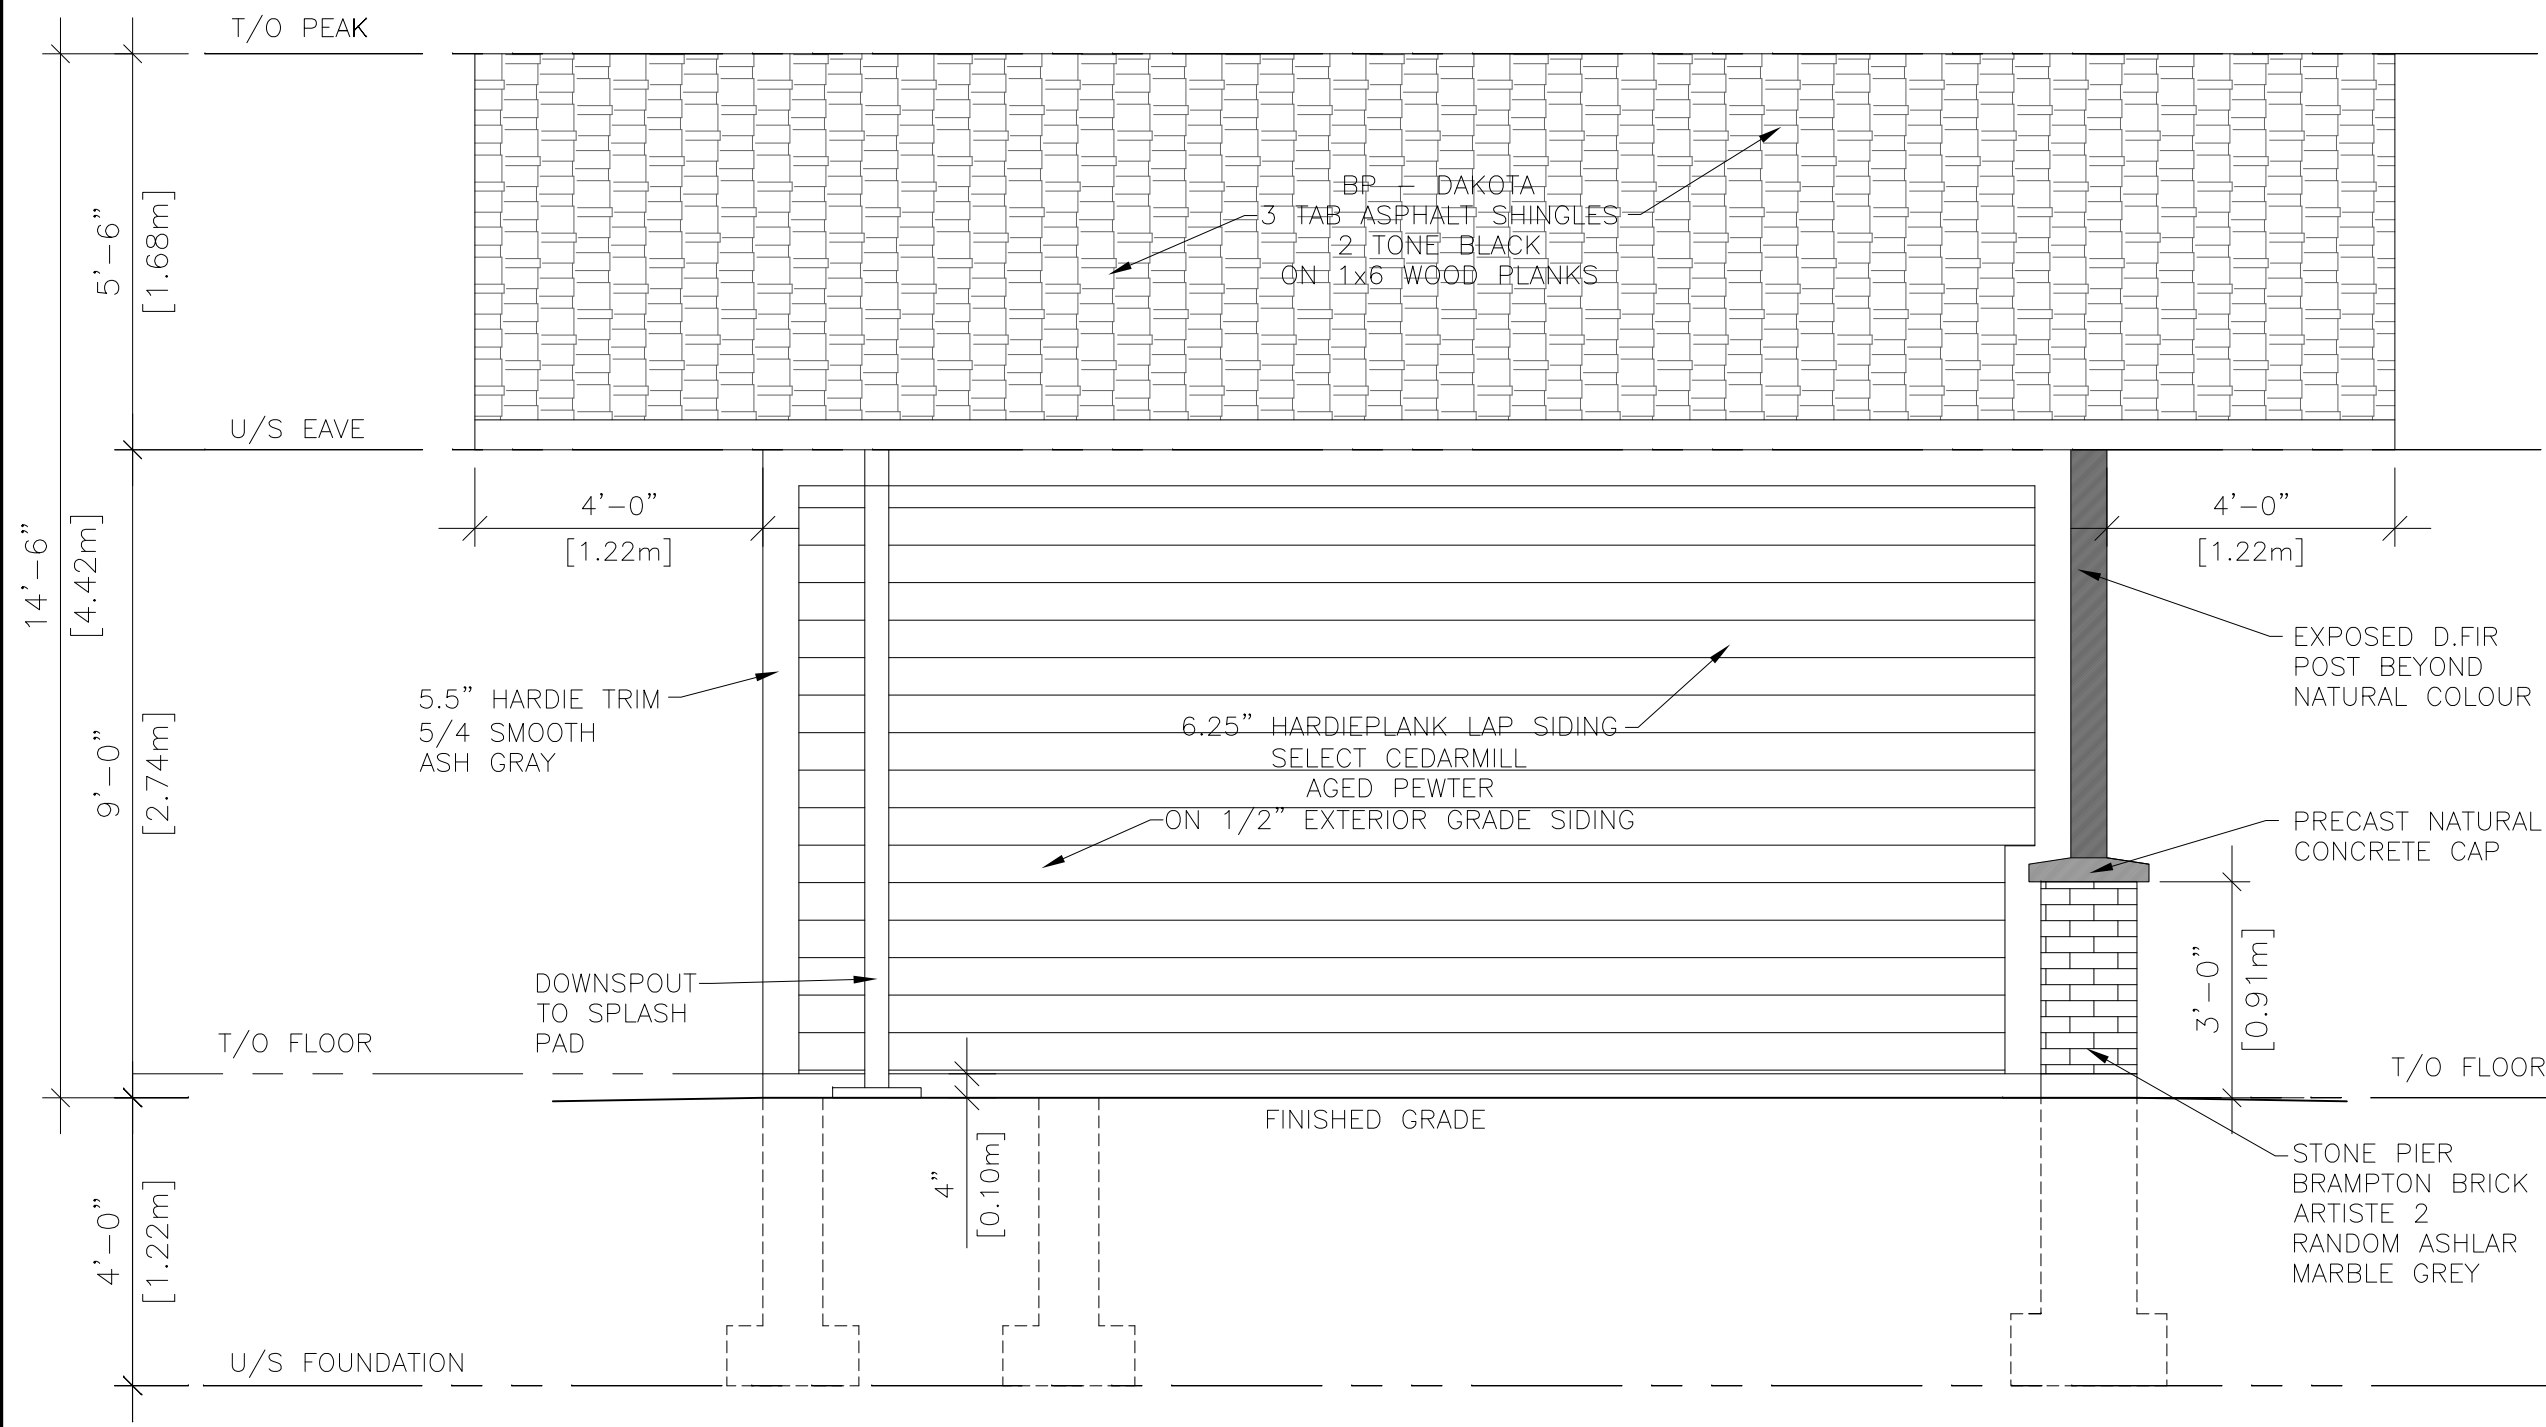 T/O PEAK
5'-6"
[1.68m]
BP - DAKOTA
3 TAB ASPHALT SHINGLES
2 TONE BLACK
ON 1x6 WOOD PLANKS
U/S EAVE
14'-6"
[4.42m]
9'-0"
[2.74m]
4'-0"
[1.22m]
4'-0"
[1.22m]
EXPOSED D.FIR
POST BEYOND
NATURAL COLOUR
5.5" HARDIE TRIM
5/4 SMOOTH
ASH GRAY
6.25" HARDIEPLANK LAP SIDING
SELECT CEDARMILL
AGED PEWTER
ON 1/2" EXTERIOR GRADE SIDING
PRECAST NATURAL
CONCRETE CAP
DOWNSPOUT
TO SPLASH
PAD
3'-0"
[0.91m]
T/O FLOOR
T/O FLOOR
FINISHED GRADE
4"
[0.10m]
STONE PIER
BRAMPTON BRICK
ARTISTE 2
RANDOM ASHLAR
MARBLE GREY
4'-0"
[1.22m]
U/S FOUNDATION